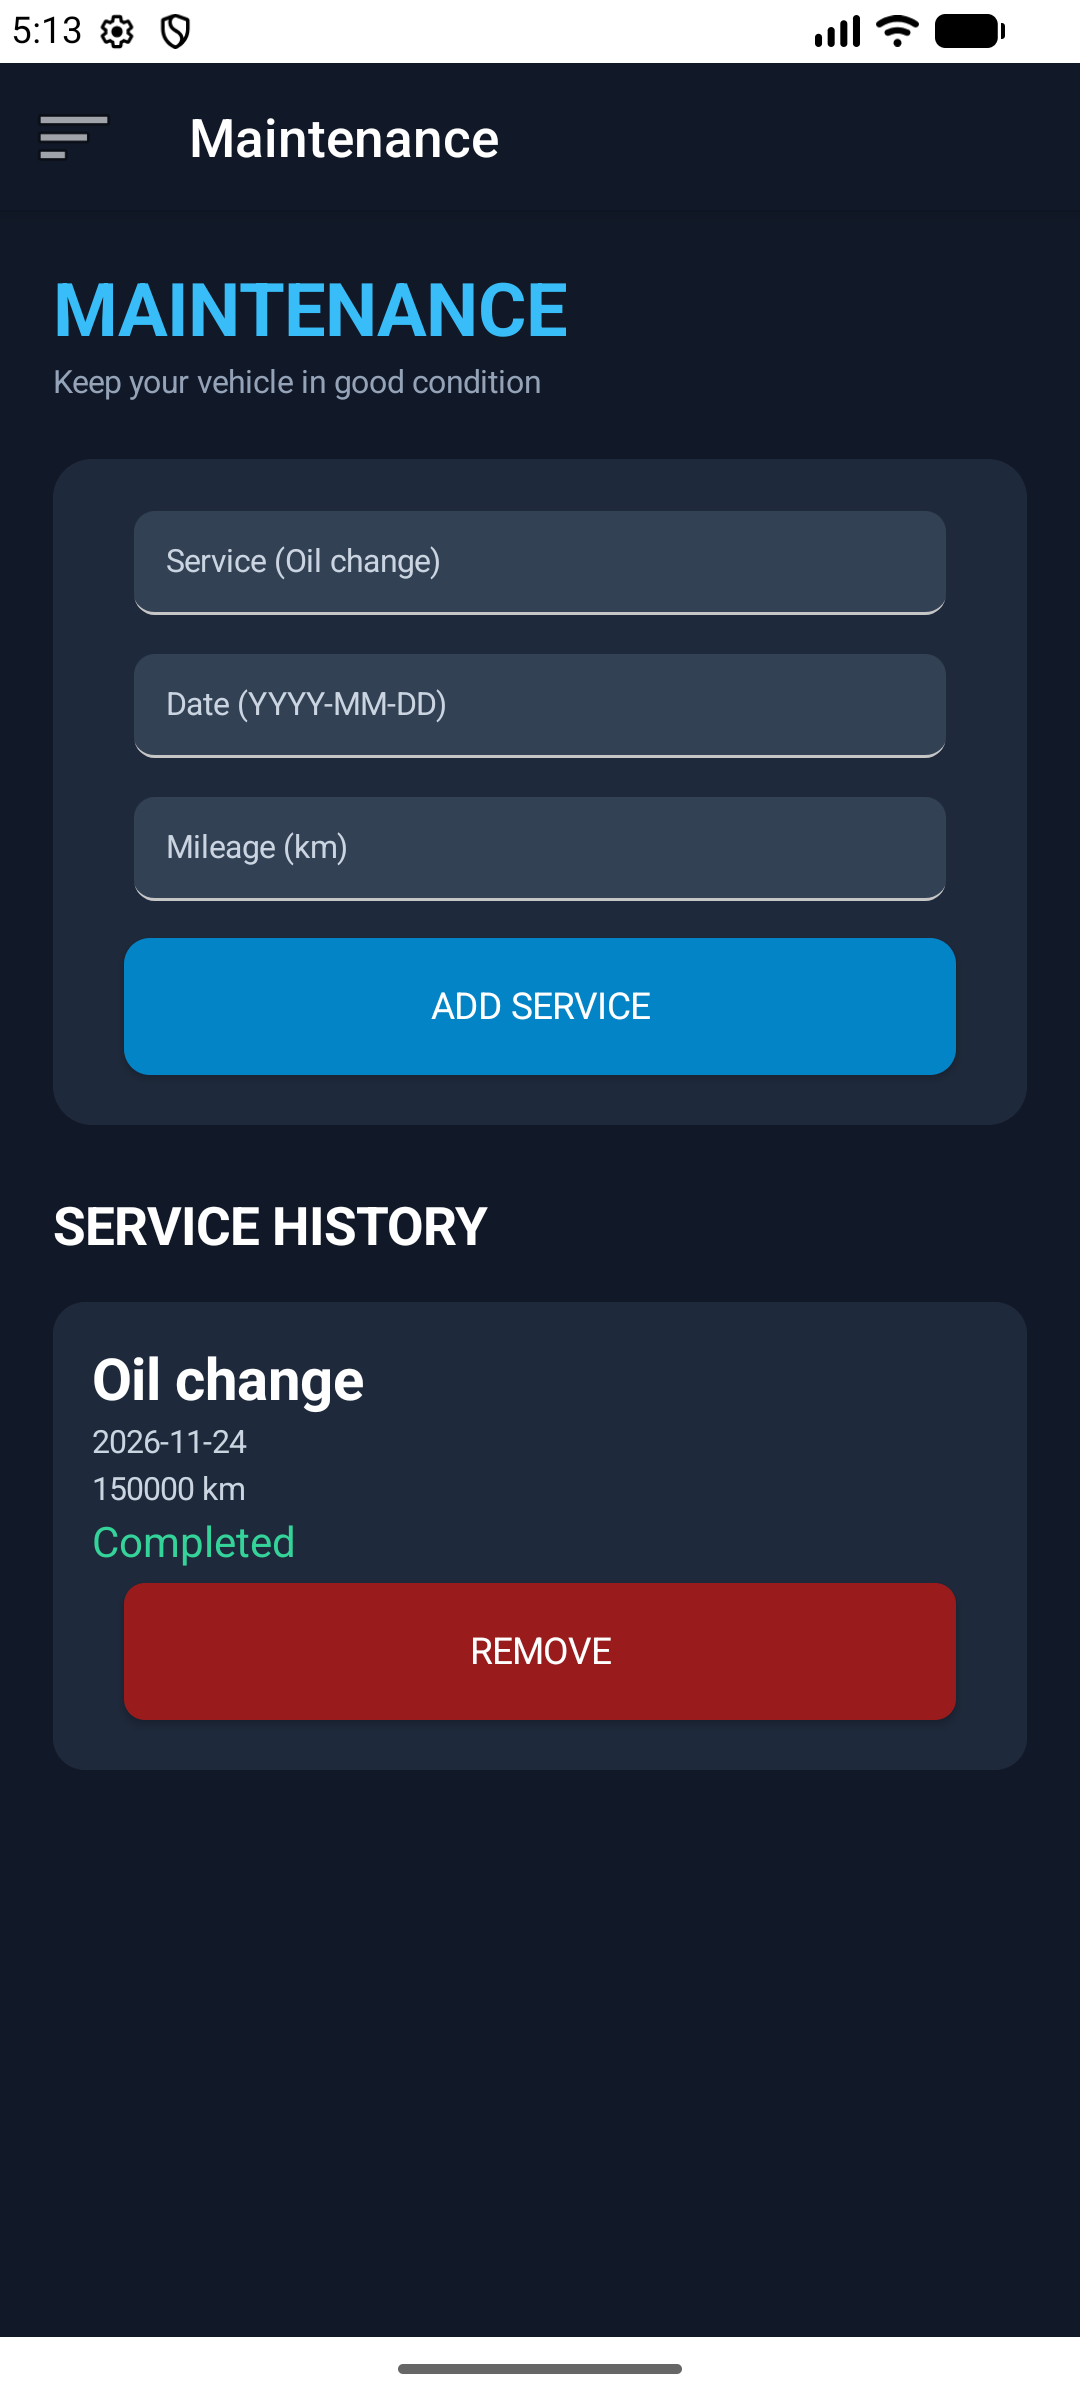 5:13
Maintenance
MAINTENANCE
Keep your vehicle in good condition
Service (Oil change)
Date (YYYY-MM-DD)
Mileage (km)
ADD SERVICE
SERVICE HISTORY
Oil change
2026-11-24
150000 km
Completed
REMOVE